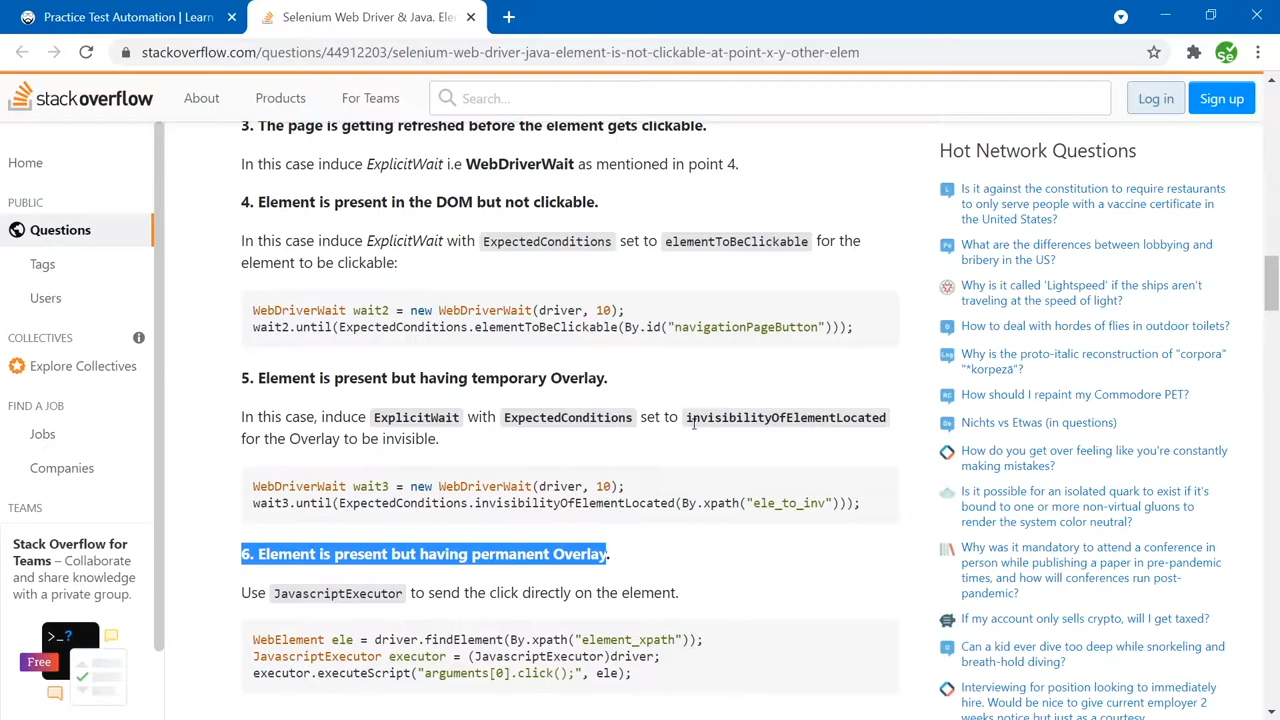 Practice Test Automation | Learn
Selenium Web Driver & Java. Ele
stackoverflow.com/questions/44912203/selenium-web-driver-java-element-is-not-clickable-at-point-x-y-other-elem
stackoverflow
About
Products
For Teams
Search...
Log in
Sign up
Home
PUBLIC
Questions
Tags
Users
COLLECTIVES
Explore Collectives
FIND A JOB
Jobs
Companies
TEAMS
Stack Overflow for
Teams – Collaborate
and share knowledge
with a private group.
>_?
Free
3. The page is getting refreshed before the element gets clickable.
In this case induce ExplicitWait i.e WebDriverWait as mentioned in point 4.
4. Element is present in the DOM but not clickable.
In this case induce ExplicitWait with ExpectedConditions set to elementToBeClickable for the
element to be clickable:
WebDriverWait wait2 = new WebDriverWait(driver, 10);
wait2.until(ExpectedConditions.elementToBeClickable(By.id("navigationPageButton")));
5. Element is present but having temporary Overlay.
In this case, induce ExplicitWait with ExpectedConditions set to invisibilityOfElementLocated
for the Overlay to be invisible.
WebDriverWait wait3 = new WebDriverWait(driver, 10);
wait3.until(ExpectedConditions.invisibilityOfElementLocated(By.xpath("ele_to_inv")));
6. Element is present but having permanent Overlay.
Use JavascriptExecutor to send the click directly on the element.
WebElement ele = driver.findElement(By.xpath("element_xpath"));
JavascriptExecutor executor = (JavascriptExecutor)driver;
executor.executeScript("arguments[0].click();", ele);
Hot Network Questions
Is it against the constitution to require restaurants
to only serve people with a vaccine certificate in
the United States?
What are the differences between lobbying and
bribery in the US?
Why is it called 'Lightspeed' if the ships aren't
traveling at the speed of light?
How to deal with hordes of flies in outdoor toilets?
Why is the proto-italic reconstruction of "corpora"
"*korpezā"?
How should I repaint my Commodore PET?
Nichts vs Etwas (in questions)
How do you get over feeling like you're constantly
making mistakes?
Is it possible for an isolated quark to exist if it's
bound to one or more non-virtual gluons to
render the system color neutral?
Why was it mandatory to attend a conference in
person while publishing a paper in pre-pandemic
times, and how will conferences run post-
pandemic?
If my account only sells crypto, will I get taxed?
Can a kid ever dive too deep while snorkeling and
breath-hold diving?
Interviewing for position looking to immediately
hire. Would be nice to give current employer 2
weeks notice but just as a courtesy